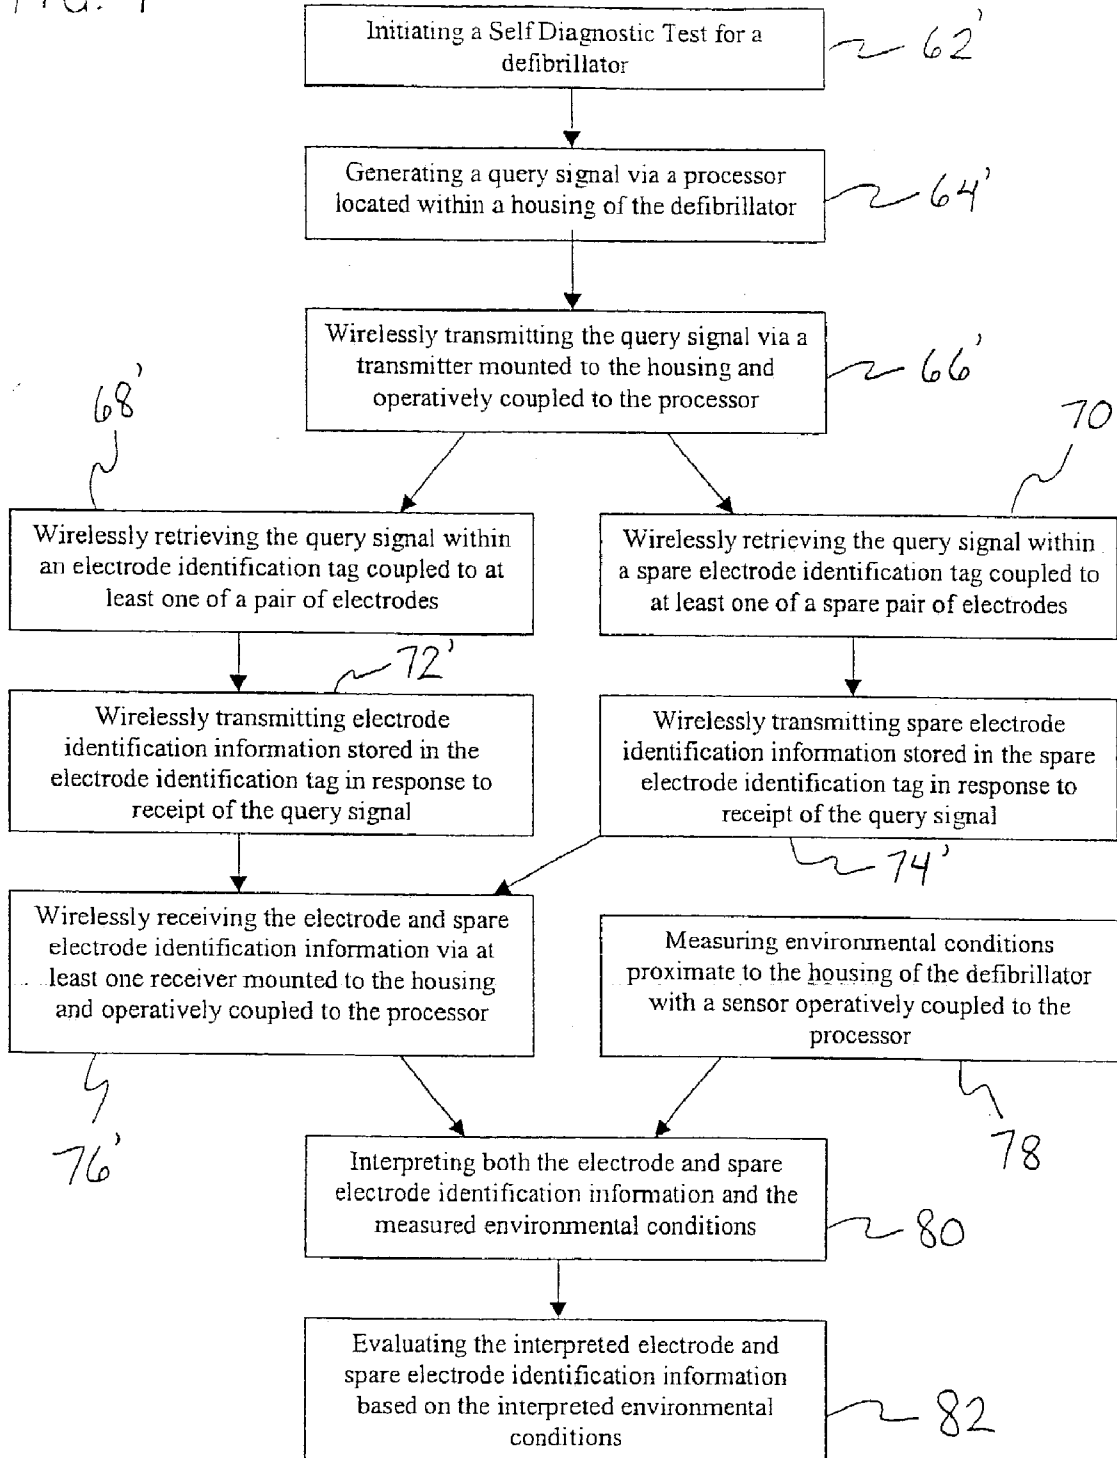 Initiating a Self Diagnostic Test for a
defibrillator
62'
Generating a query signal via a processor
located within a housing of the defibrillator
64'
Wirelessly transmitting the query signal via a
transmitter mounted to the housing and
operatively coupled to the processor
66'
68'
70
Wirelessly retrieving the query signal within
an electrode identification tag coupled to at
least one of a pair of electrodes
Wirelessly retrieving the query signal within
a spare electrode identification tag coupled to
at least one of a spare pair of electrodes
72'
Wirelessly transmitting electrode
identification information stored in the
electrode identification tag in response to
receipt of the query signal
Wirelessly transmitting spare electrode
identification information stored in the spare
electrode identification tag in response to
receipt of the query signal
74'
Wirelessly receiving the electrode and spare
electrode identification information via at
least one receiver mounted to the housing
and operatively coupled to the processor
76'
Measuring environmental conditions
proximate to the housing of the defibrillator
with a sensor operatively coupled to the
processor
78
Interpreting both the electrode and spare
electrode identification information and the
measured environmental conditions
80
Evaluating the interpreted electrode and
spare electrode identification information
based on the interpreted environmental
conditions
82